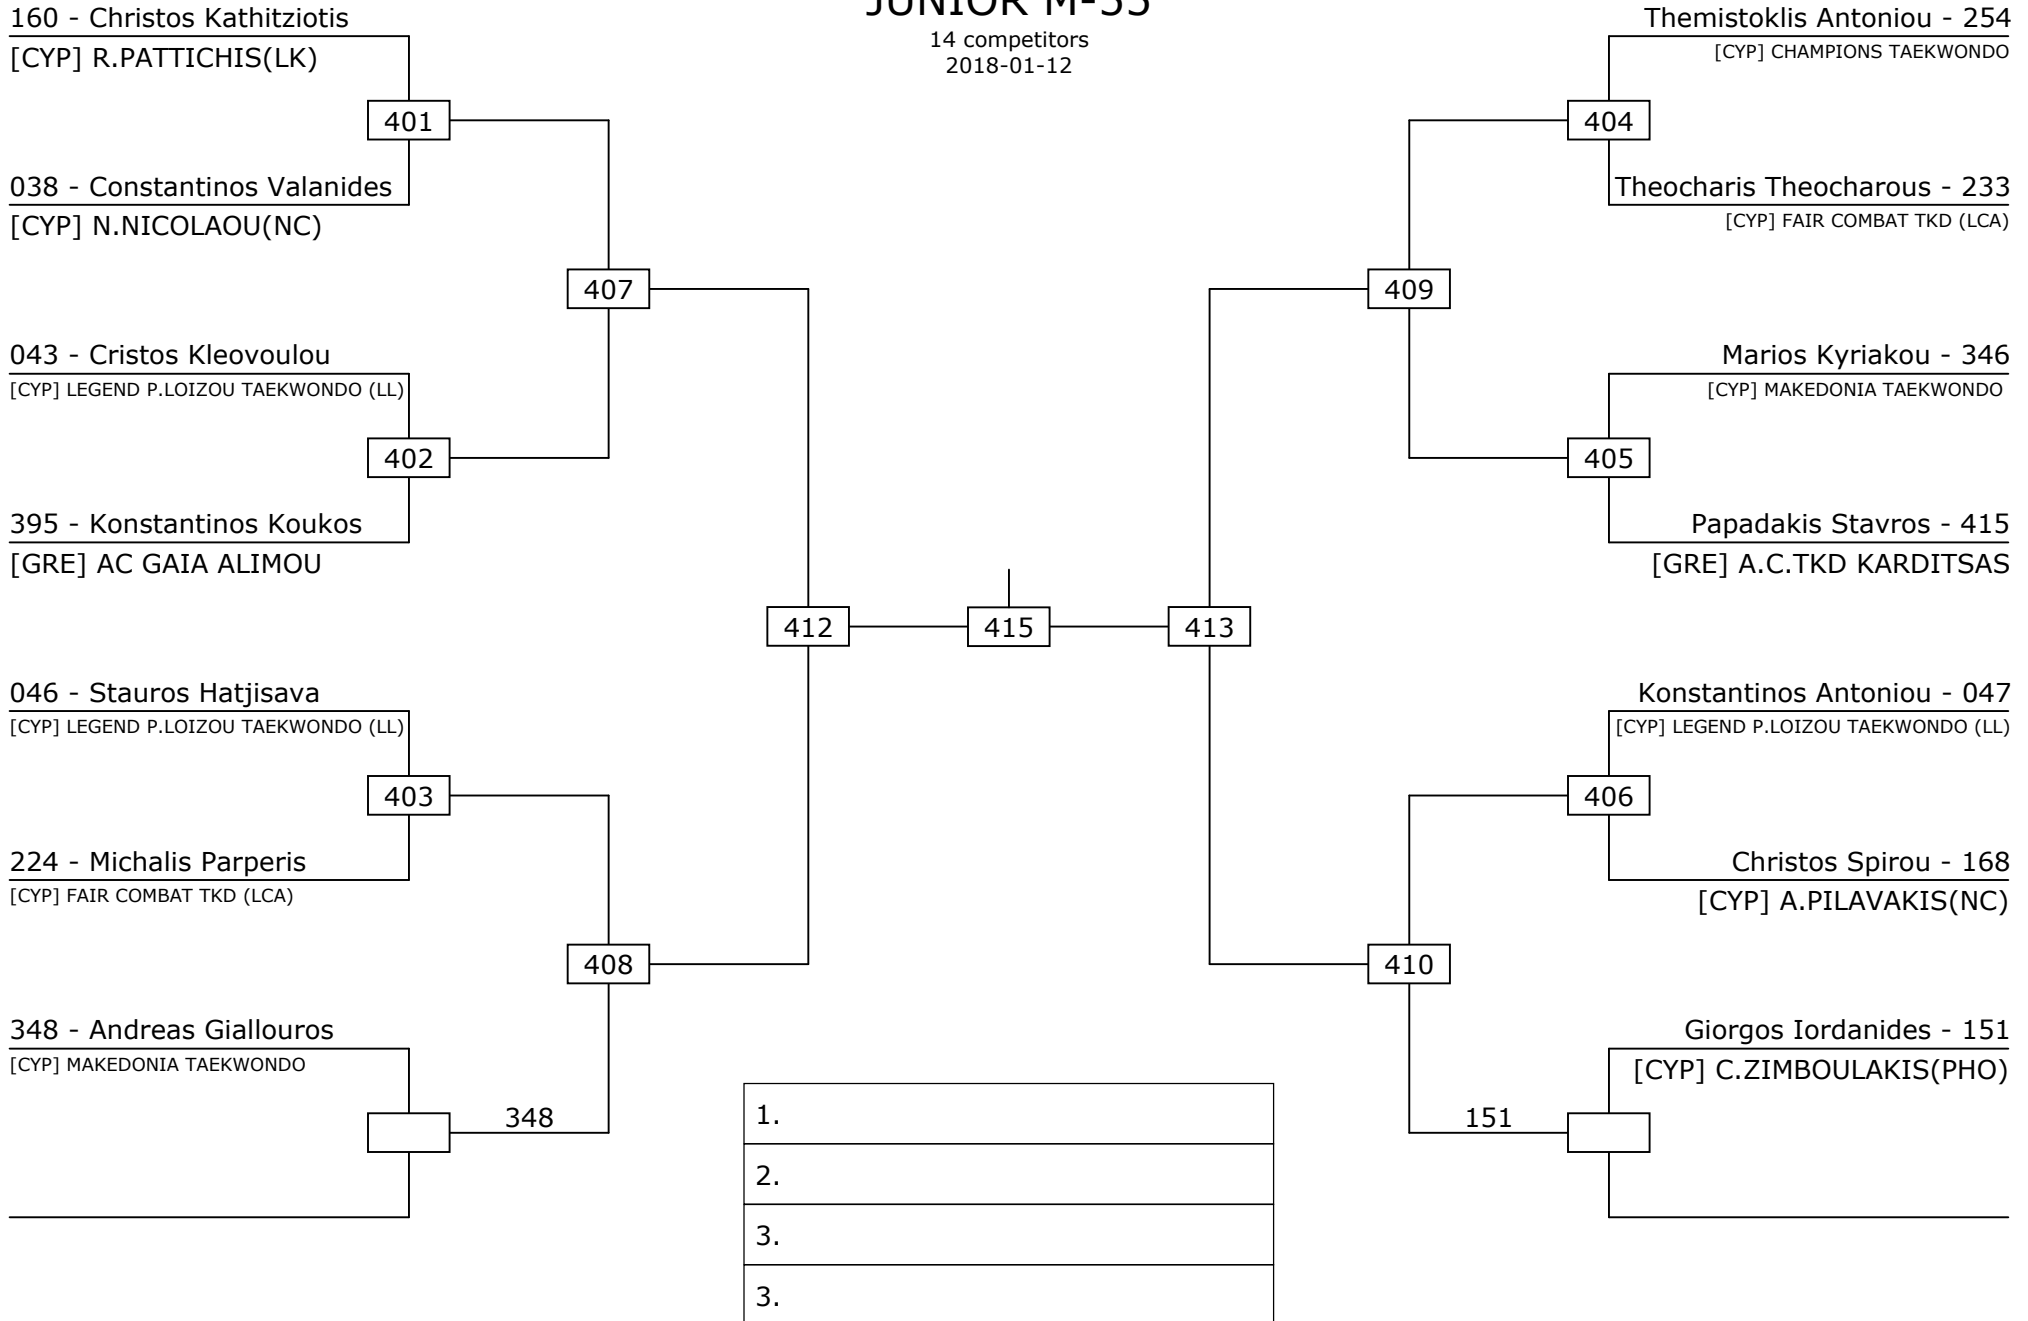 JUNIOR M-55
14 competitors
2018-01-12
160 - Christos Kathitziotis
[CYP] R.PATTICHIS(LK)
401
038 - Constantinos Valanides
[CYP] N.NICOLAOU(NC)
407
043 - Cristos Kleovoulou
[CYP] LEGEND P.LOIZOU TAEKWONDO (LL)
402
395 - Konstantinos Koukos
[GRE] AC GAIA ALIMOU
412
046 - Stauros Hatjisava
[CYP] LEGEND P.LOIZOU TAEKWONDO (LL)
403
224 - Michalis Parperis
[CYP] FAIR COMBAT TKD (LCA)
408
348 - Andreas Giallouros
[CYP] MAKEDONIA TAEKWONDO
348
415
Themistoklis Antoniou - 254
[CYP] CHAMPIONS TAEKWONDO
404
Theocharis Theocharous - 233
[CYP] FAIR COMBAT TKD (LCA)
409
Marios Kyriakou - 346
[CYP] MAKEDONIA TAEKWONDO
405
Papadakis Stavros - 415
[GRE] A.C.TKD KARDITSAS
413
Konstantinos Antoniou - 047
[CYP] LEGEND P.LOIZOU TAEKWONDO (LL)
406
Christos Spirou - 168
[CYP] A.PILAVAKIS(NC)
410
Giorgos Iordanides - 151
[CYP] C.ZIMBOULAKIS(PHO)
151
1.
2.
3.
3.